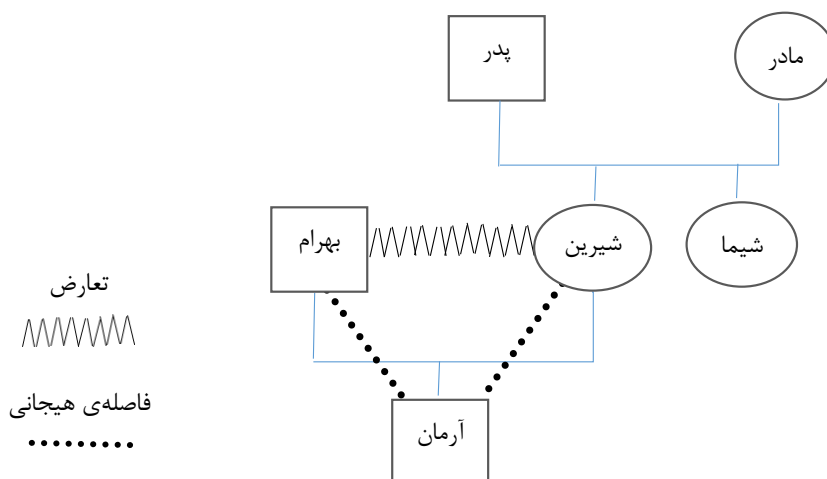 پدر
مادر
بهرام
شیرین
شیما
تعارض
فاصله‌ی هیجانی
آرمان